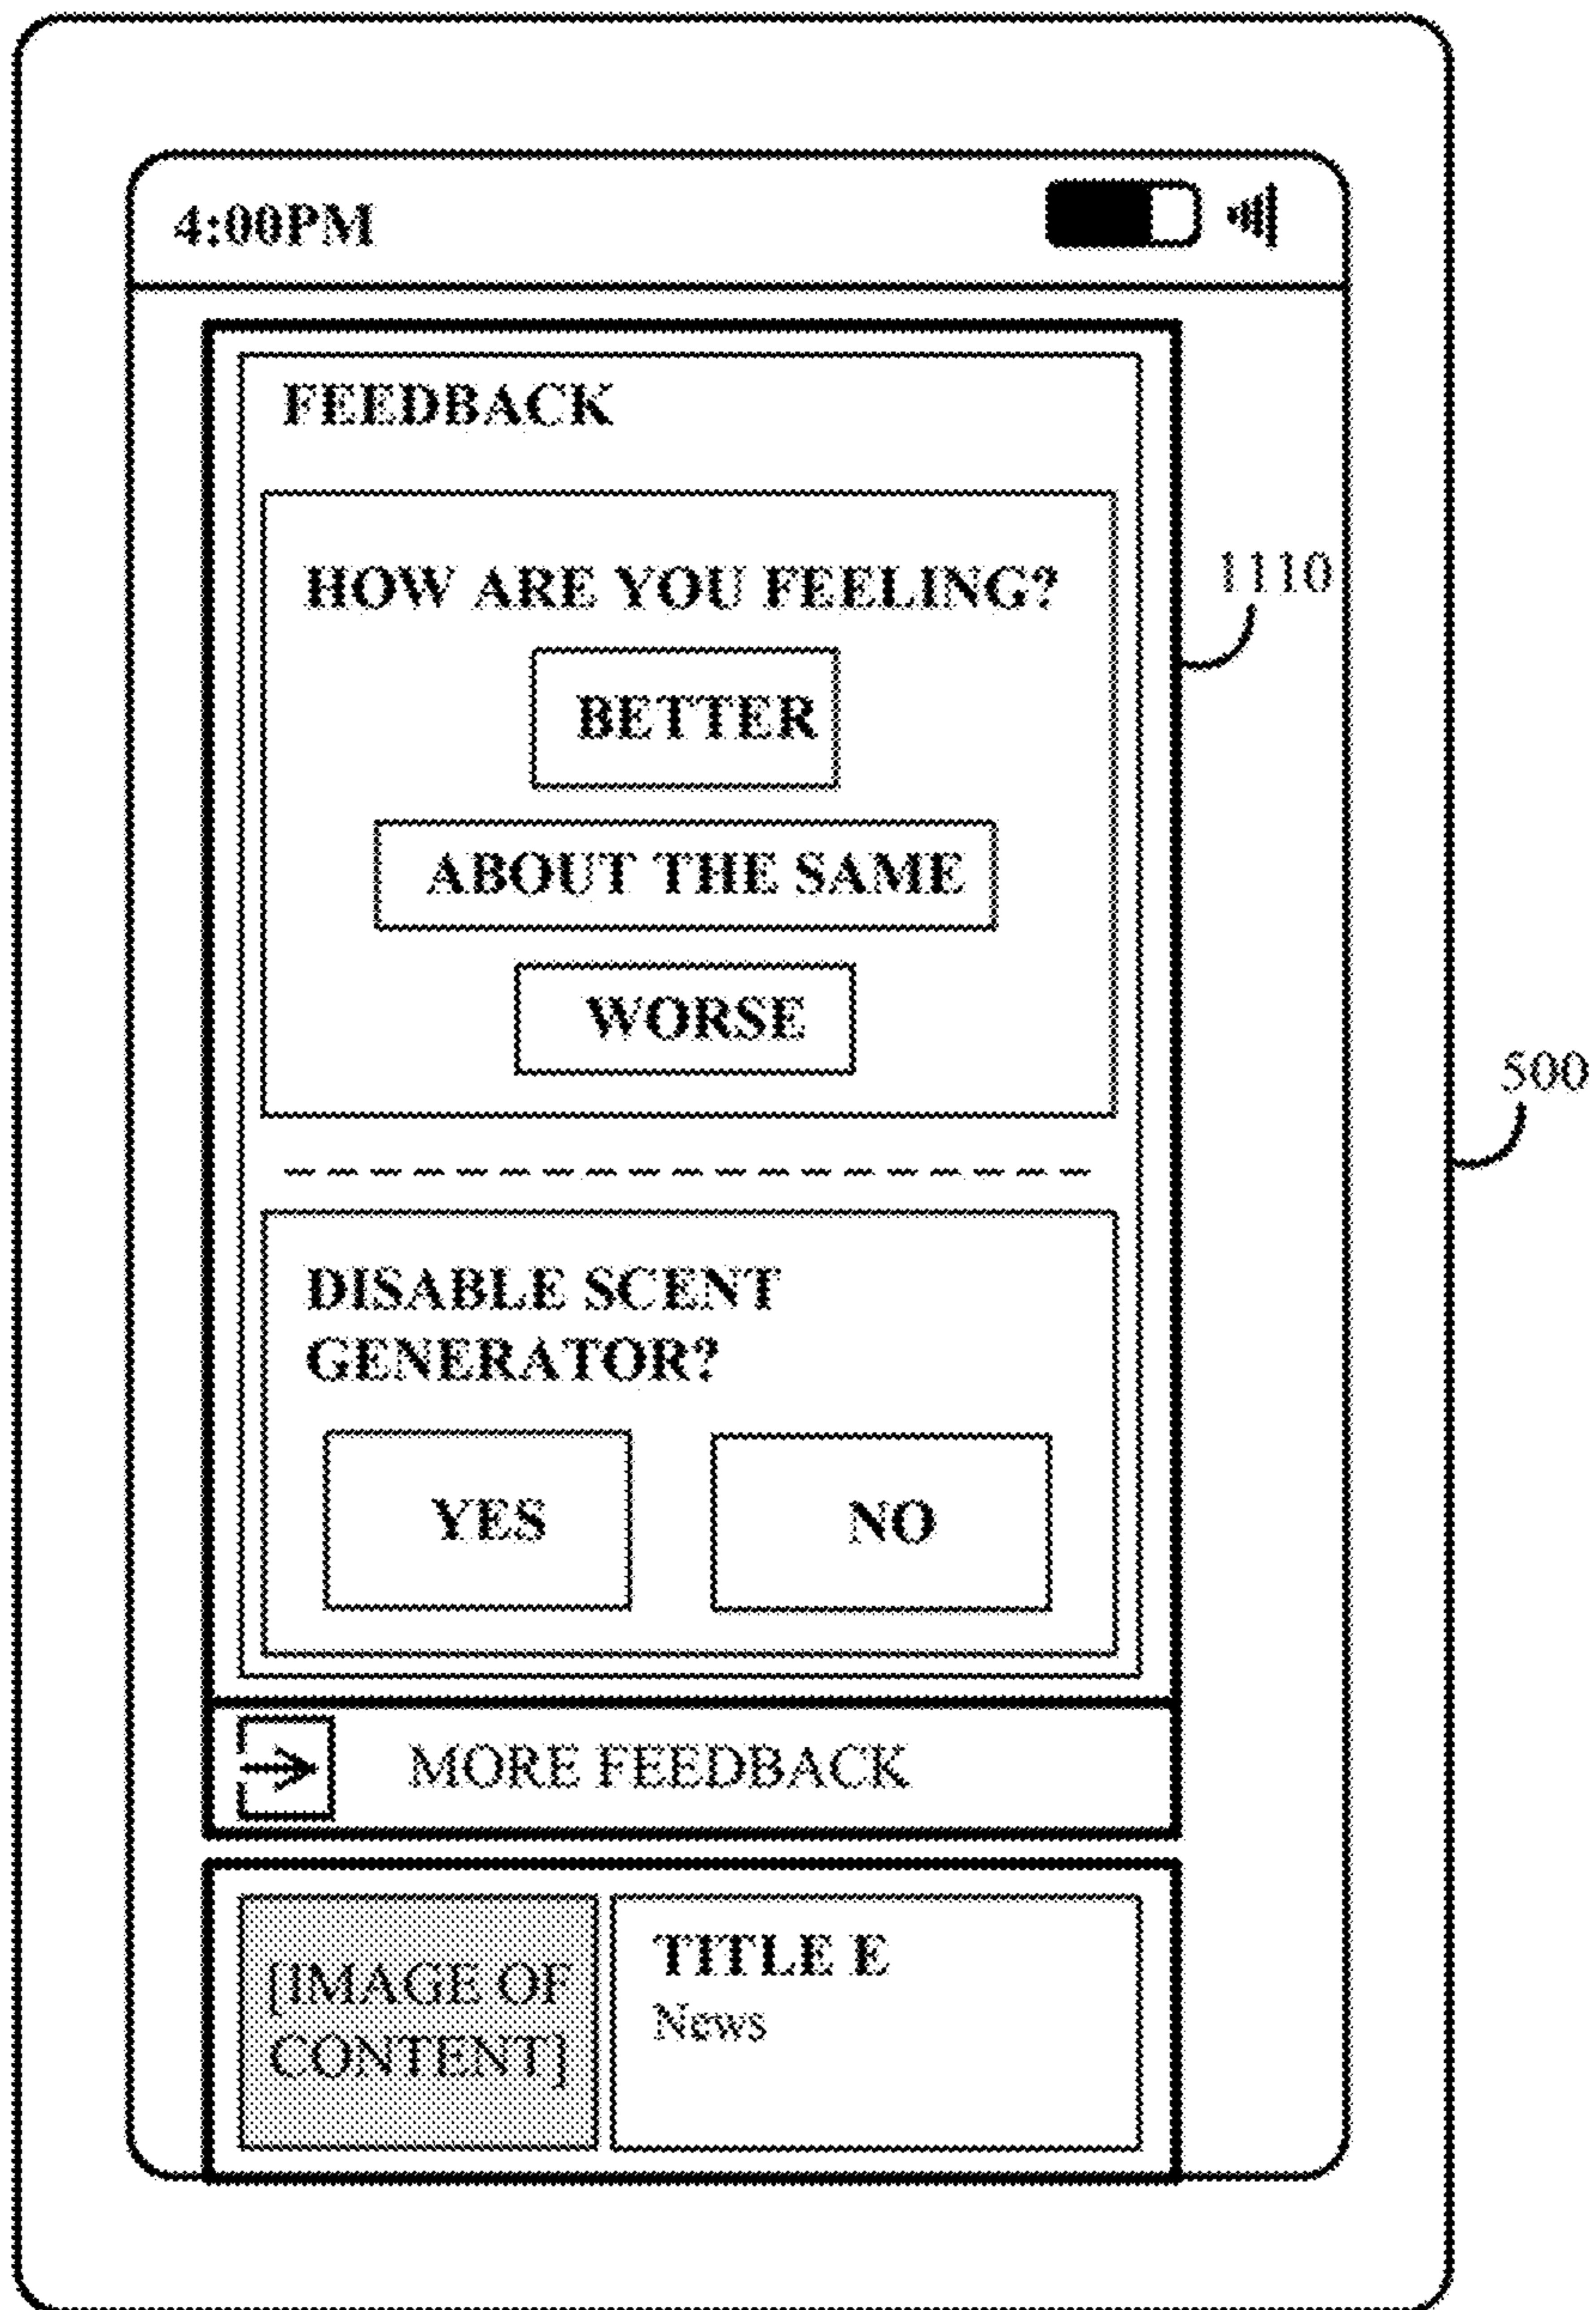 4:00PM
FEEDBACK
HOW ARE YOU FEELING?
1110
BETTER
ABOUT THE SAME
WORSE
500
DISABLE SCENT
GENERATOR?
YES
NO
MORE FEEDBACK
[IMAGE OF
CONTENT]
TITLE E
News